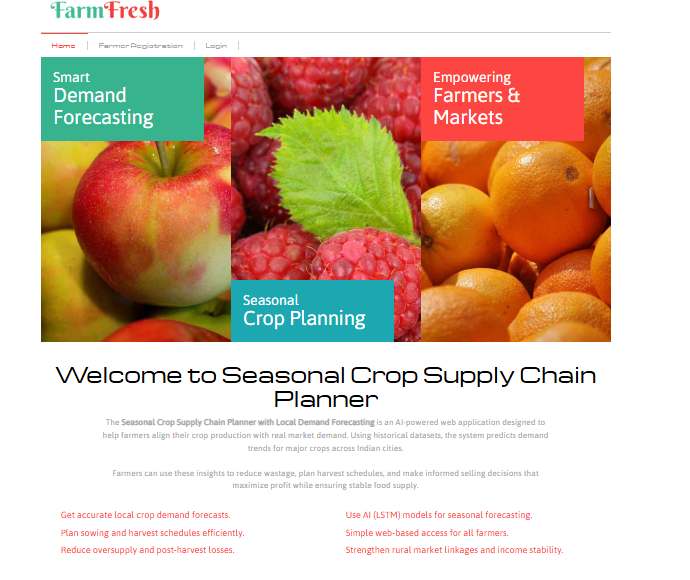 FarmFresh
Home
Farmer Registration
Login
Smart
Demand
Forecasting
Seasonal
Crop Planning
Empowering
Farmers &
Markets
Welcome to Seasonal Crop Supply Chain
Planner
The Seasonal Crop Supply Chain Planner with Local Demand Forecasting is an AI-powered web application designed to
help farmers align their crop production with real market demand. Using historical datasets, the system predicts demand
trends for major crops across Indian cities.
Farmers can use these insights to reduce wastage, plan harvest schedules, and make informed selling decisions that
maximize profit while ensuring stable food supply.
Get accurate local crop demand forecasts.
Plan sowing and harvest schedules efficiently.
Reduce oversupply and post-harvest losses.
Use AI (LSTM) models for seasonal forecasting.
Simple web-based access for all farmers.
Strengthen rural market linkages and income stability.